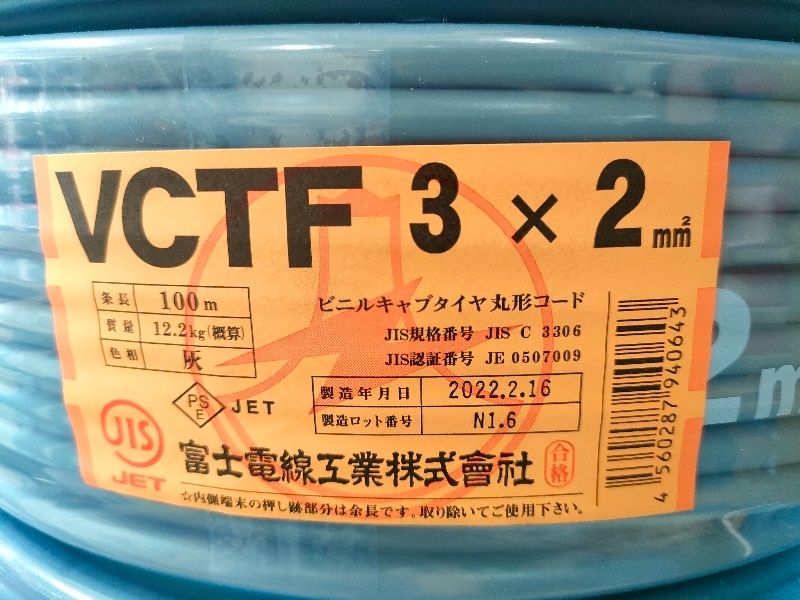 VCTF 3 × 2 mm²
条長 100m
質量 12.2kg(概算)
色相 灰
ビニルキャブタイヤ丸形コード
JIS規格番号 JIS C 3306
JIS認証番号 JE 0507009
製造年月日 2022.2.16
製造ロット番号 N1.6
PS
E
JET
JIS
JET
富士電線工業株式會社
合格
☆内側端末の押し跡部分は余長です。取り除いてご使用下さい。
4 560287 940643
2m